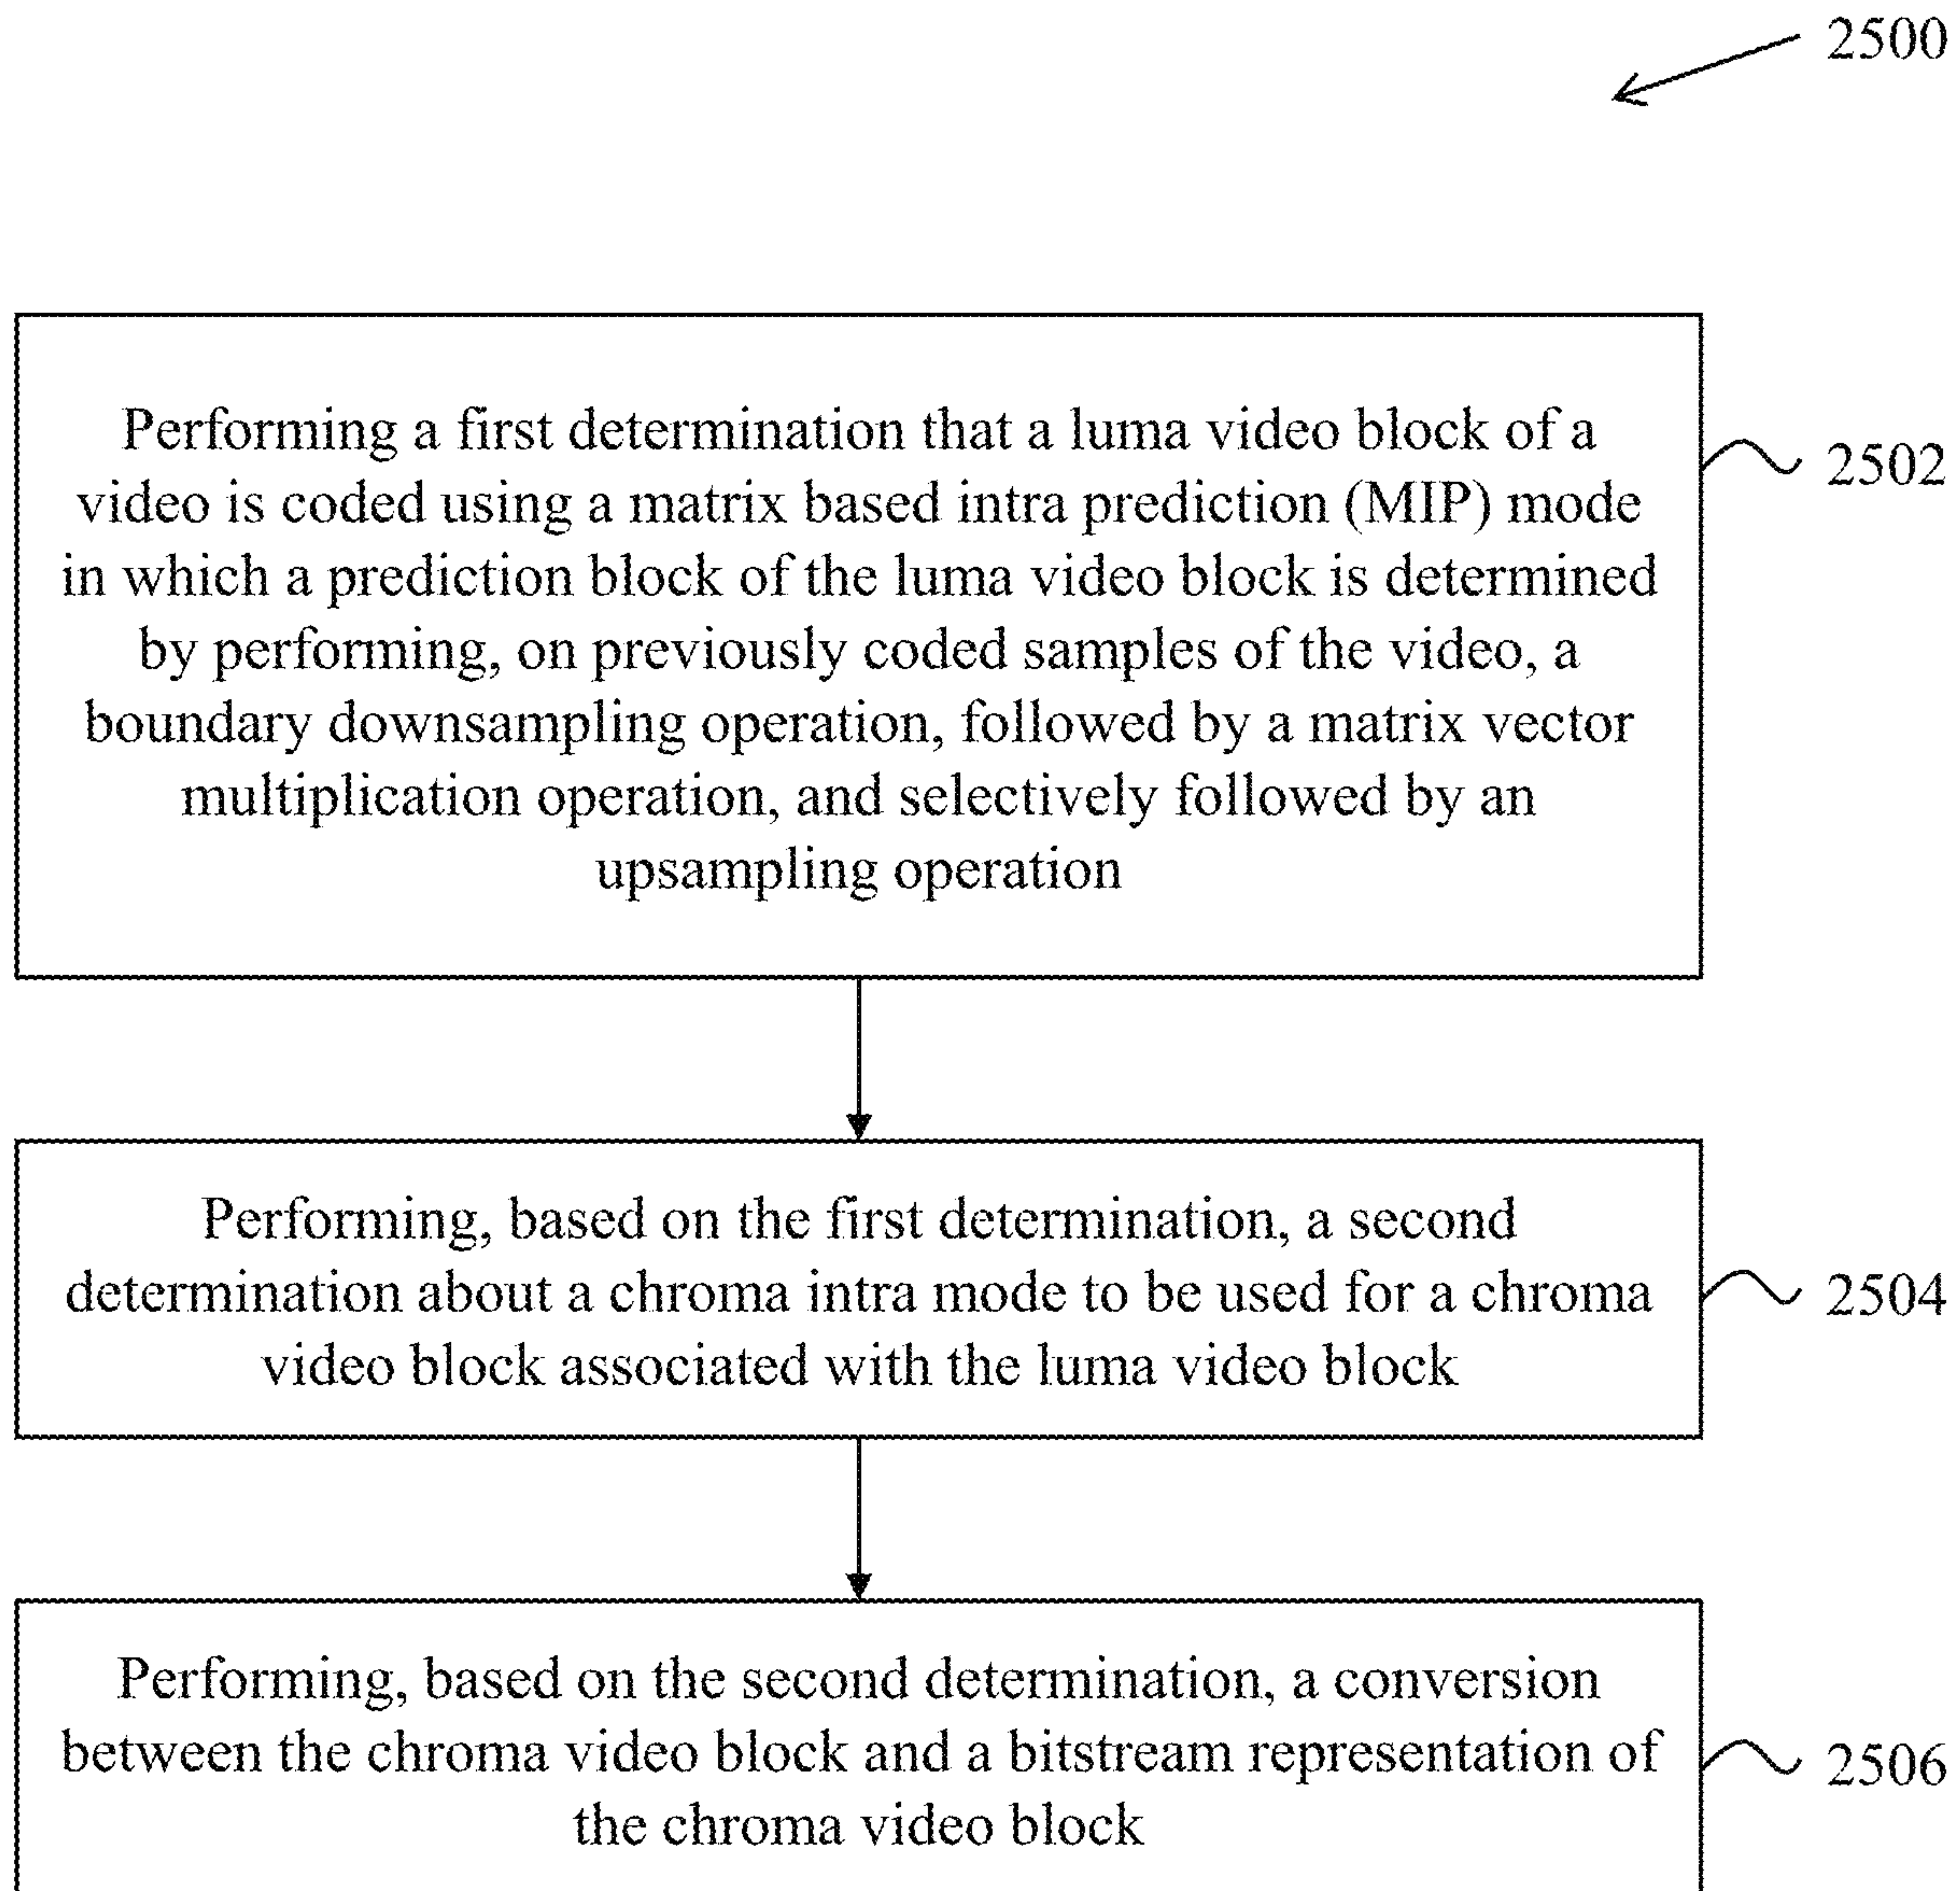 2500
Performing a first determination that a luma video block of a
video is coded using a matrix based intra prediction (MIP) mode
in which a prediction block of the luma video block is determined
by performing, on previously coded samples of the video, a
boundary downsampling operation, followed by a matrix vector
multiplication operation, and selectively followed by an
upsampling operation
2502
Performing, based on the first determination, a second
determination about a chroma intra mode to be used for a chroma
video block associated with the luma video block
2504
Performing, based on the second determination, a conversion
between the chroma video block and a bitstream representation of
the chroma video block
2506